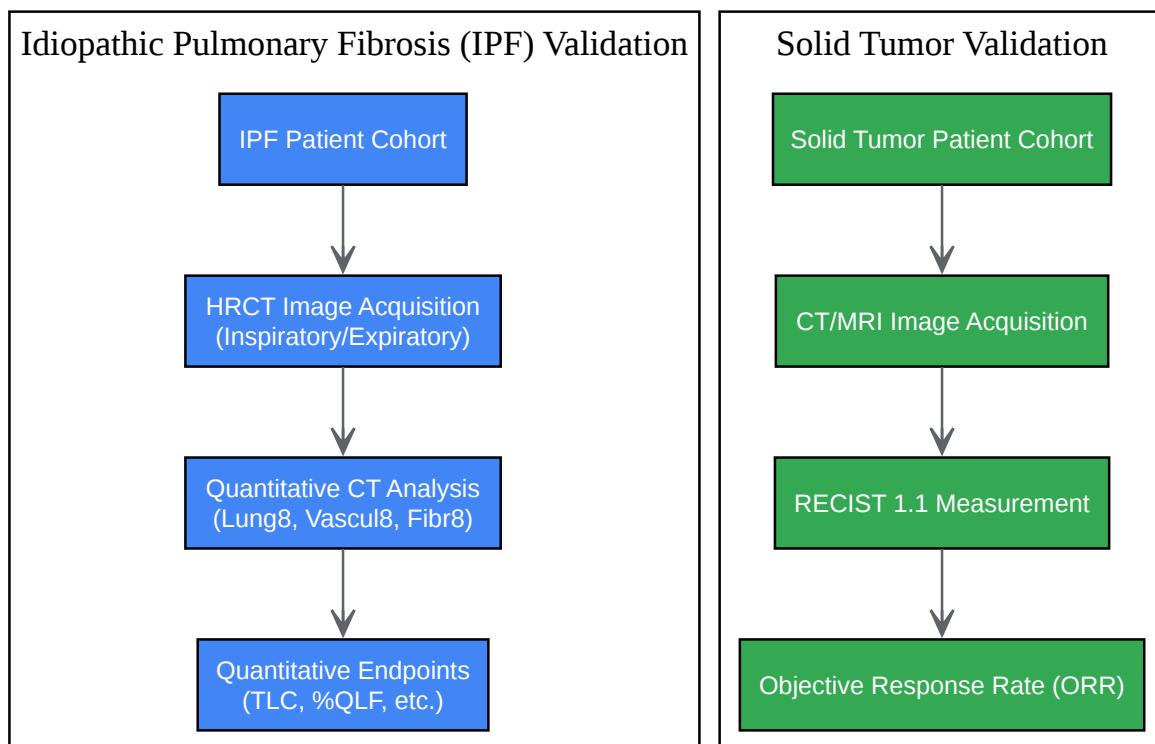 Idiopathic Pulmonary Fibrosis (IPF) Validation
IPF Patient Cohort
HRCT Image Acquisition
(Inspiratory/Expiratory)
Quantitative CT Analysis
(Lung8, Vascul8, Fibr8)
Quantitative Endpoints
(TLC, %QLF, etc.)
Solid Tumor Validation
Solid Tumor Patient Cohort
CT/MRI Image Acquisition
RECIST 1.1 Measurement
Objective Response Rate (ORR)